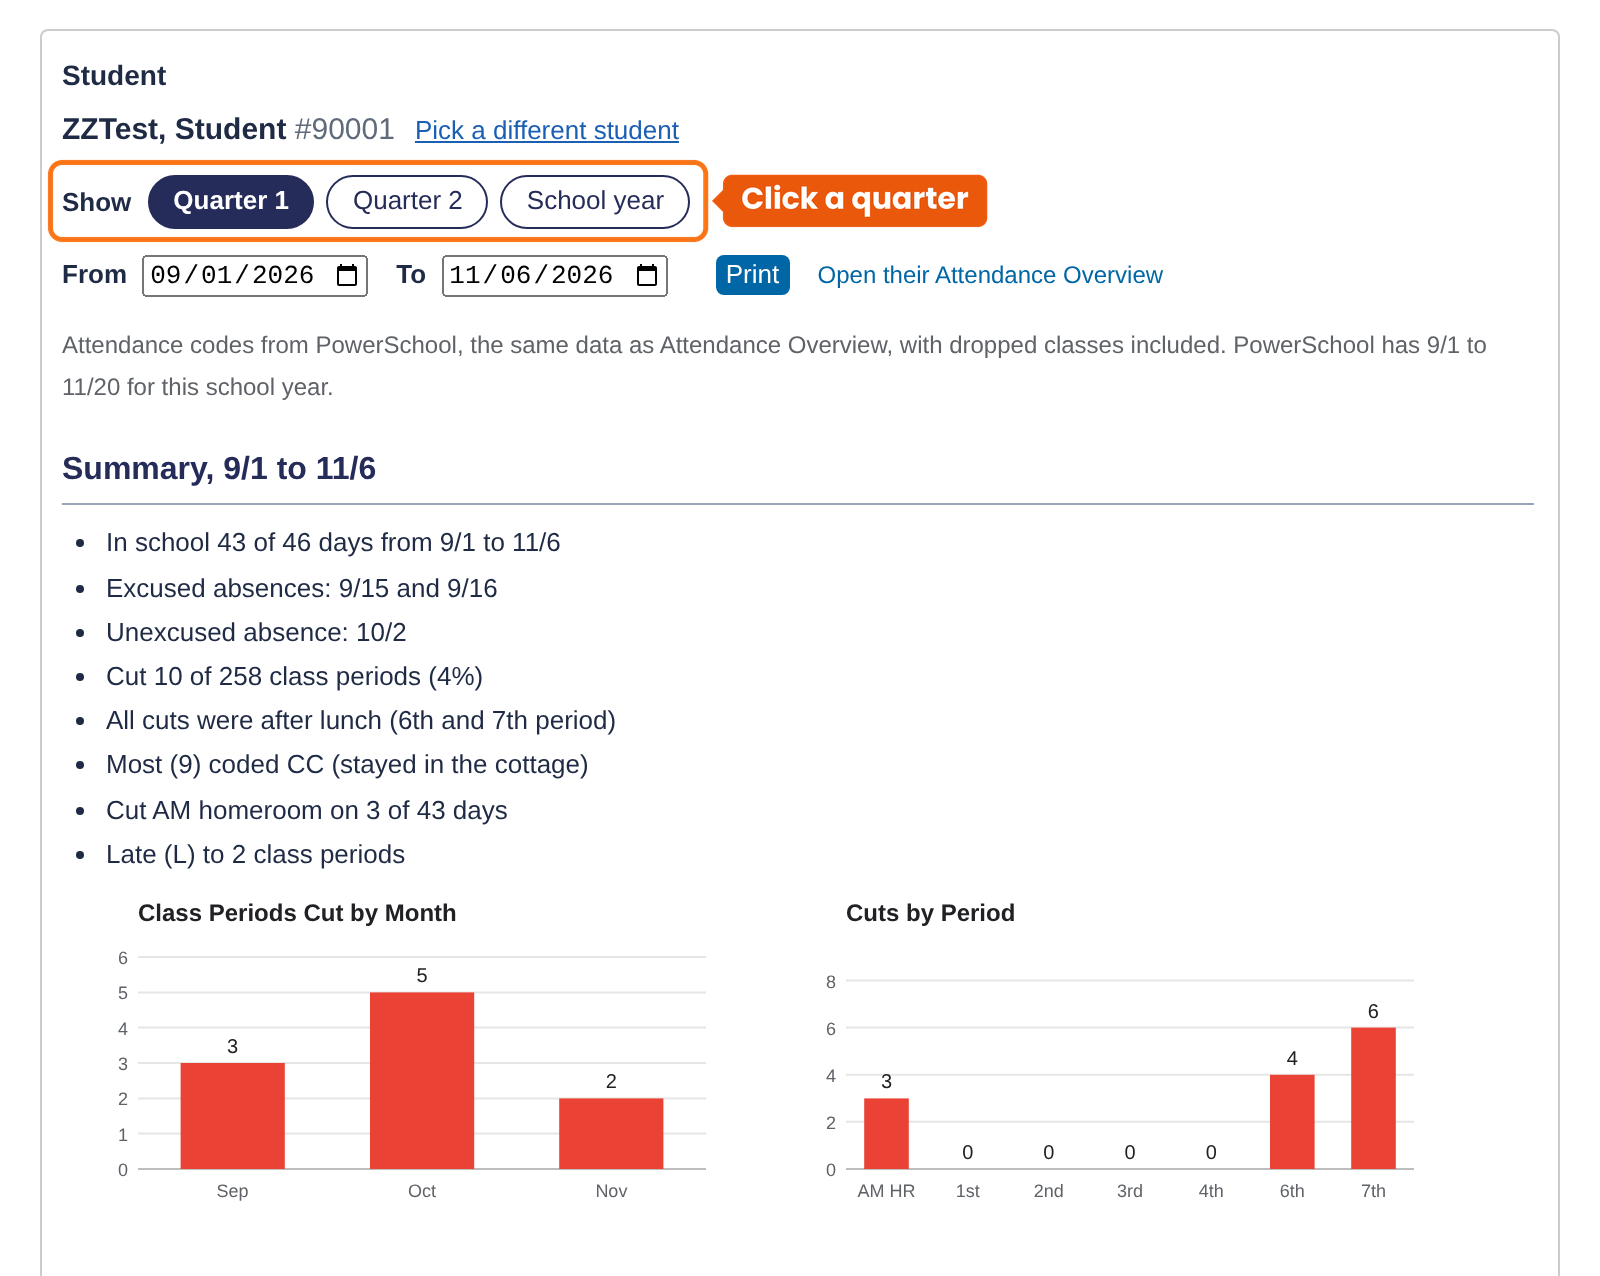 Student
ZZTest, Student #90001 Pick a different student
Show Quarter 1 Quarter 2 School year Click a quarter
From 09/01/2026 To 11/06/2026 Print Open their Attendance Overview
Attendance codes from PowerSchool, the same data as Attendance Overview, with dropped classes included. PowerSchool has 9/1 to
11/20 for this school year.
Summary, 9/1 to 11/6
• In school 43 of 46 days from 9/1 to 11/6
• Excused absences: 9/15 and 9/16
• Unexcused absence: 10/2
• Cut 10 of 258 class periods (4%)
• All cuts were after lunch (6th and 7th period)
• Most (9) coded CC (stayed in the cottage)
• Cut AM homeroom on 3 of 43 days
• Late (L) to 2 class periods
Class Periods Cut by Month
6
5
4
3
2
1
0
3 5 2
Sep Oct Nov
Cuts by Period
8
6
4
2
0
3 0 0 0 0 4 6
AM HR 1st 2nd 3rd 4th 6th 7th